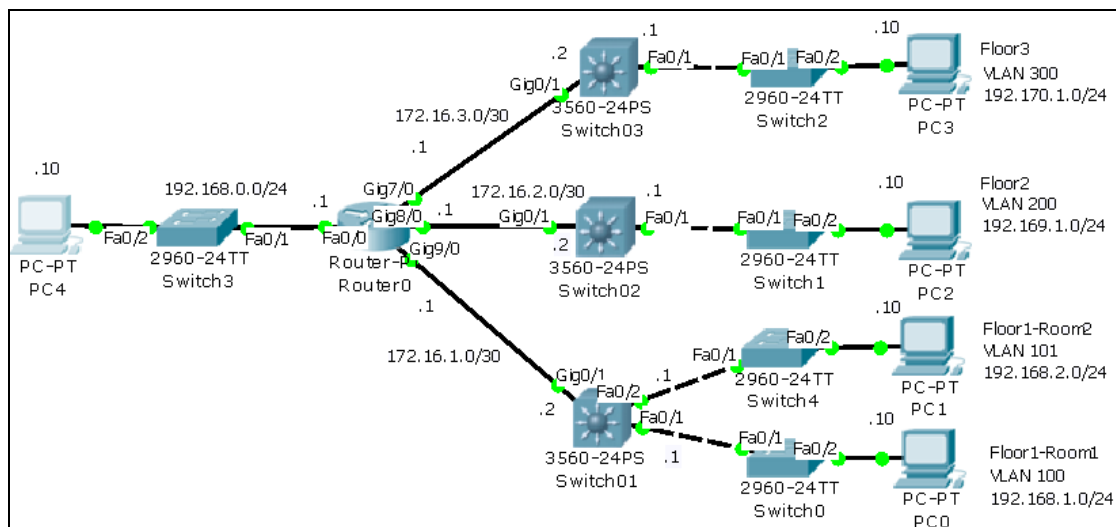 .1
.10
.2
Fa0/1
Fa0/1
Fa0/2
Floor3
Gig0/1
VLAN 300
3560-24PS
Switch03
2960-24TT
Switch2
PC-PT
PC3
192.170.1.0/24
172.16.3.0/30
.1
.10
192.168.0.0/24
.1
Gig7/0
172.16.2.0/30
.1
.10
Floor2
Gig8/0
.1
Gig0/1
Fa0/1
Fa0/1
Fa0/2
VLAN 200
192.169.1.0/24
Fa0/2
Fa0/1
Fa0/0
Gig9/0
.2
PC-PT
PC4
2960-24TT
Switch3
Router-P
Router0
3560-24PS
Switch02
2960-24TT
Switch1
PC-PT
PC2
.1
.10
172.16.1.0/30
Fa0/2
Floor1-Room2
VLAN 101
192.168.2.0/24
Gig0/1
Fa0/1
.1
2960-24TT
Switch4
PC-PT
PC1
Fa0/2
.2
Fa0/1
.10
3560-24PS
Switch01
.1
Fa0/1
Fa0/2
Floor1-Room1
VLAN 100
192.168.1.0/24
2960-24TT
Switch0
PC-PT
PC0